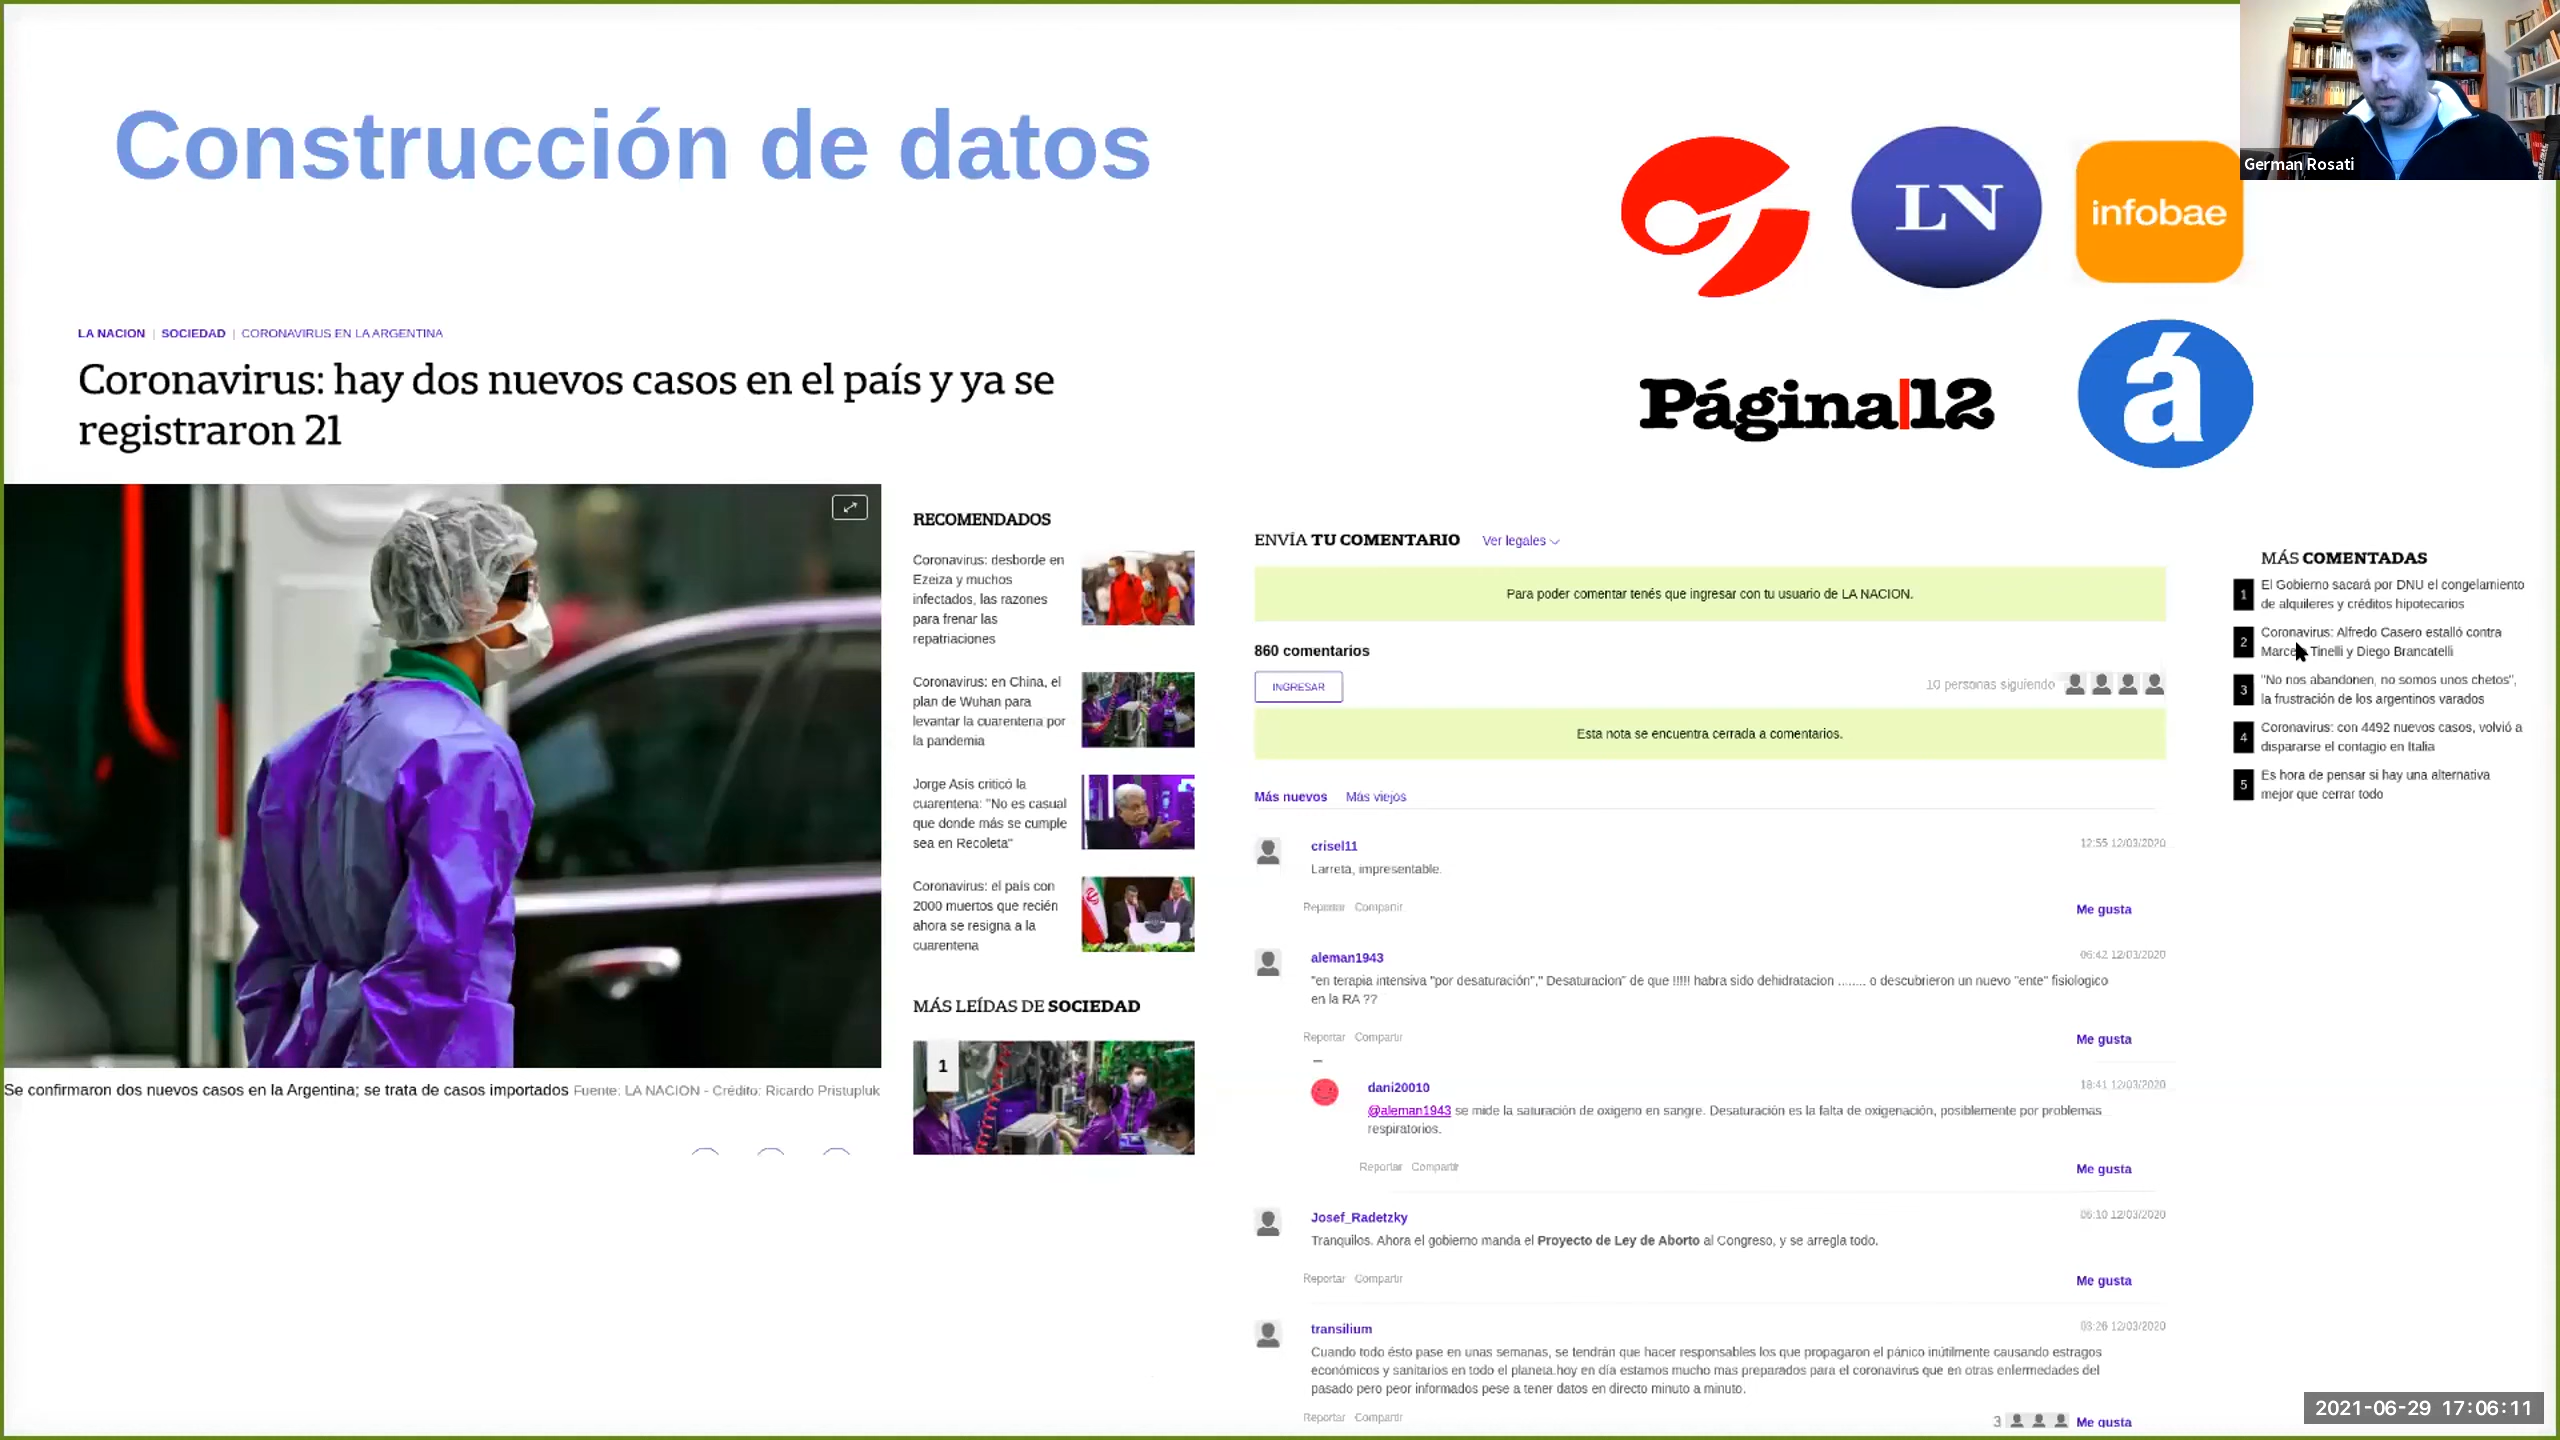 Construcción de datos
LN
infobae
German Rosati
Página|12
á
LA NACION | SOCIEDAD | CORONAVIRUS EN LA ARGENTINA
Coronavirus: hay dos nuevos casos en el país y ya se
registraron 21
Se confirmaron dos nuevos casos en la Argentina; se trata de casos importados Fuente: LA NACION - Crédito: Ricardo Pristupluk
RECOMENDADOS
Coronavirus: desborde en
Ezeiza y muchos
infectados, las razones
para frenar las
repatriaciones
Coronavirus: en China, el
plan de Wuhan para
levantar la cuarentena por
la pandemia
Jorge Asís criticó la
cuarentena: "No es casual
que donde más se cumple
sea en Recoleta"
Coronavirus: el país con
2000 muertos que recién
ahora se resigna a la
cuarentena
MÁS LEÍDAS DE SOCIEDAD
1
ENVÍA TU COMENTARIO Ver legales
Para poder comentar tenés que ingresar con tu usuario de LA NACION.
860 comentarios
INGRESAR
10 personas siguiendo
Esta nota se encuentra cerrada a comentarios.
Más nuevos Más viejos
crisel11 12:55 12/03/2020
Larreta, impresentable.
Reportar Compartir
Me gusta
aleman1943 06:42 12/03/2020
"en terapia intensiva "por desaturación"," Desaturacion" de que !!!!! habra sido dehidratacion ........ o descubrieron un nuevo "ente" fisiologico
en la RA ??
Reportar Compartir
Me gusta
dani20010 18:41 12/03/2020
@aleman1943 se mide la saturación de oxigeno en sangre. Desaturación es la falta de oxigenación, posiblemente por problemas
respiratorios.
Reportar Compartir
Me gusta
Josef_Radetzky 06:10 12/03/2020
Tranquilos. Ahora el gobierno manda el Proyecto de Ley de Aborto al Congreso, y se arregla todo.
Reportar Compartir
Me gusta
transilium 03:26 12/03/2020
Cuando todo ésto pase en unas semanas, se tendrán que hacer responsables los que propagaron el pánico inútilmente causando estragos
económicos y sanitarios en todo el planeta.hoy en día estamos mucho mas preparados para el coronavirus que en otras enfermedades del
pasado pero peor informados pese a tener datos en directo minuto a minuto.
Reportar Compartir
3 Me gusta
MÁS COMENTADAS
1 El Gobierno sacará por DNU el congelamiento
de alquileres y créditos hipotecarios
2 Coronavirus: Alfredo Casero estalló contra
Marcelo Tinelli y Diego Brancatelli
3 "No nos abandonen, no somos unos chetos",
la frustración de los argentinos varados
4 Coronavirus: con 4492 nuevos casos, volvió a
dispararse el contagio en Italia
5 Es hora de pensar si hay una alternativa
mejor que cerrar todo
2021-06-29 17:06:11